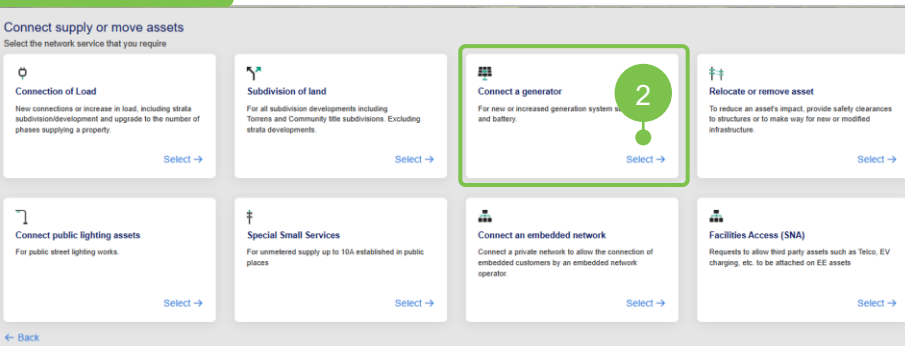 Connect supply or move assets
Select the network service that you require
Connection of Load
New connections or increase in load, including strata
subdivision/development and upgrade to the number of
phases supplying a property.
Select →
Subdivision of land
For all subdivision developments including
Torrens and Community title subdivisions. Excluding
strata developments.
Select →
Connect a generator
For new or increased generation system
and battery.
2
Select →
Relocate or remove asset
To reduce an asset's impact, provide safety clearances
to structures or to make way for new or modified
infrastructure.
Select →
Connect public lighting assets
For public street lighting works.
Select →
Special Small Services
For unmetered supply up to 10A established in public
places
Select →
Connect an embedded network
Connect a private network to allow the connection of
embedded customers by an embedded network
operator.
Select →
Facilities Access (SNA)
Requests to allow third party assets such as Telco, EV
charging, etc. to be attached on EE assets
Select →
← Back